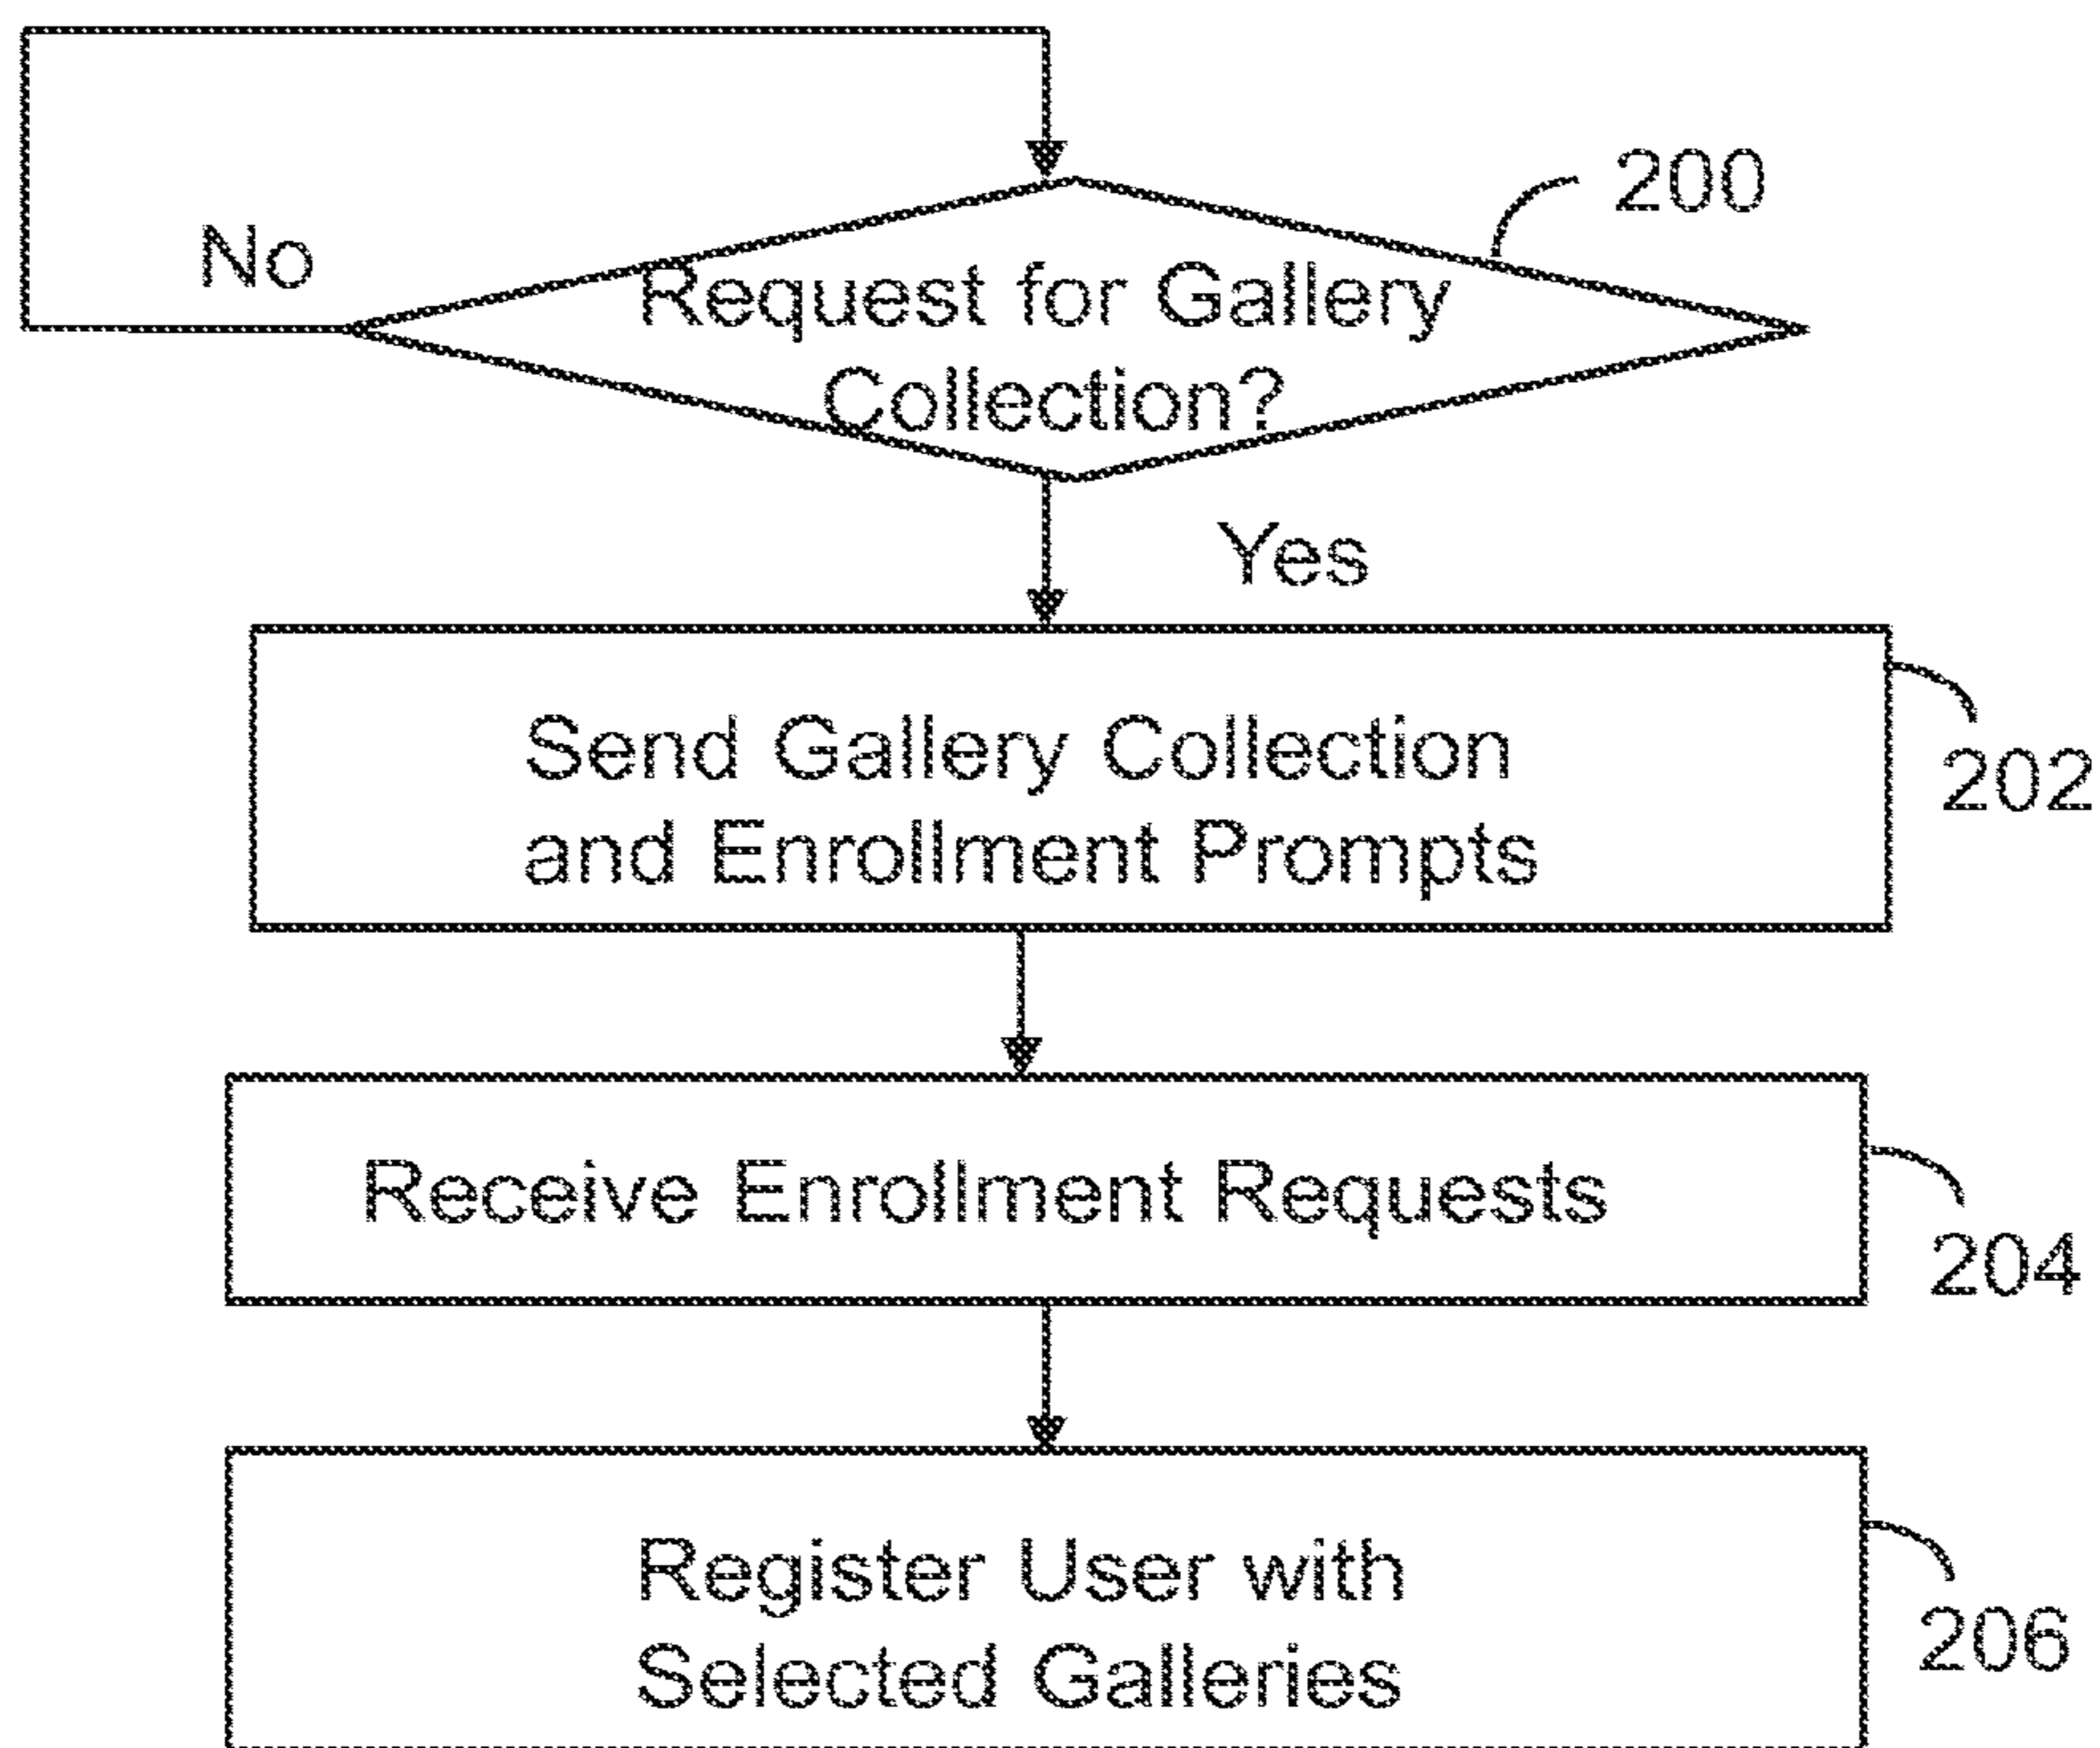 200
No
Request for Gallery
Collection?
Yes
Send Gallery Collection
and Enrollment Prompts
202
Receive Enrollment Requests
204
Register User with
Selected Galleries
206